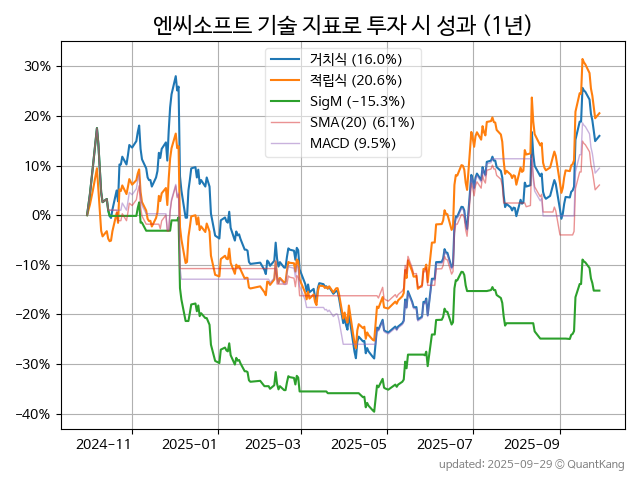 엔씨소프트 기술 지표로 투자 시 성과 (1년)
거치식 (16.0%)
적립식 (20.6%)
SigM (−15.3%)
SMA(20) (6.1%)
MACD (9.5%)
30%
20%
10%
0%
−10%
−20%
−30%
−40%
2024-11 2025-01 2025-03 2025-05 2025-07 2025-09
updated: 2025-09-29 © QuantKang